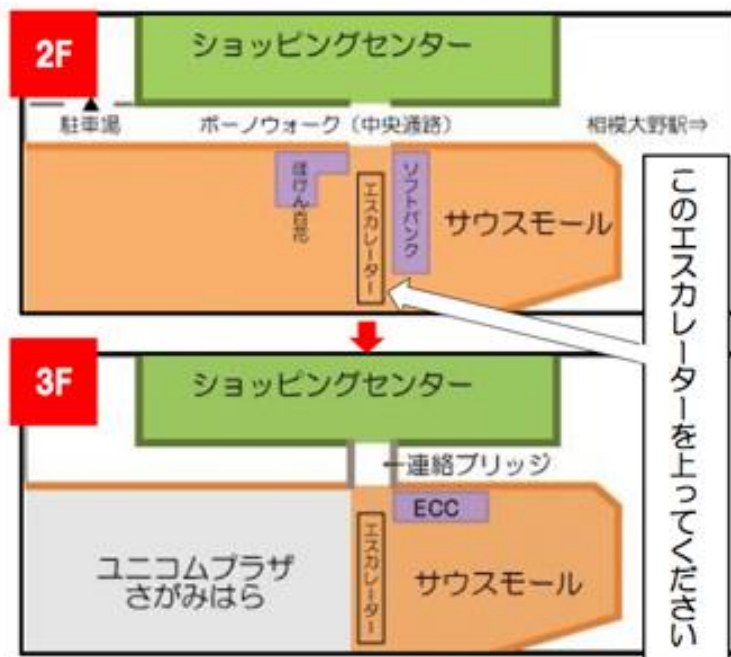 2F
ショッピングセンター
駐車場
ボーノウォーク（中央通路）
相模大野駅⇒
ほけん百花
エスカレーター
ソフトバンク
サウスモール
このエスカレーターを上ってください
3F
ショッピングセンター
連絡ブリッジ
ECC
エスカレーター
ユニコムプラザ
さがみはら
サウスモール